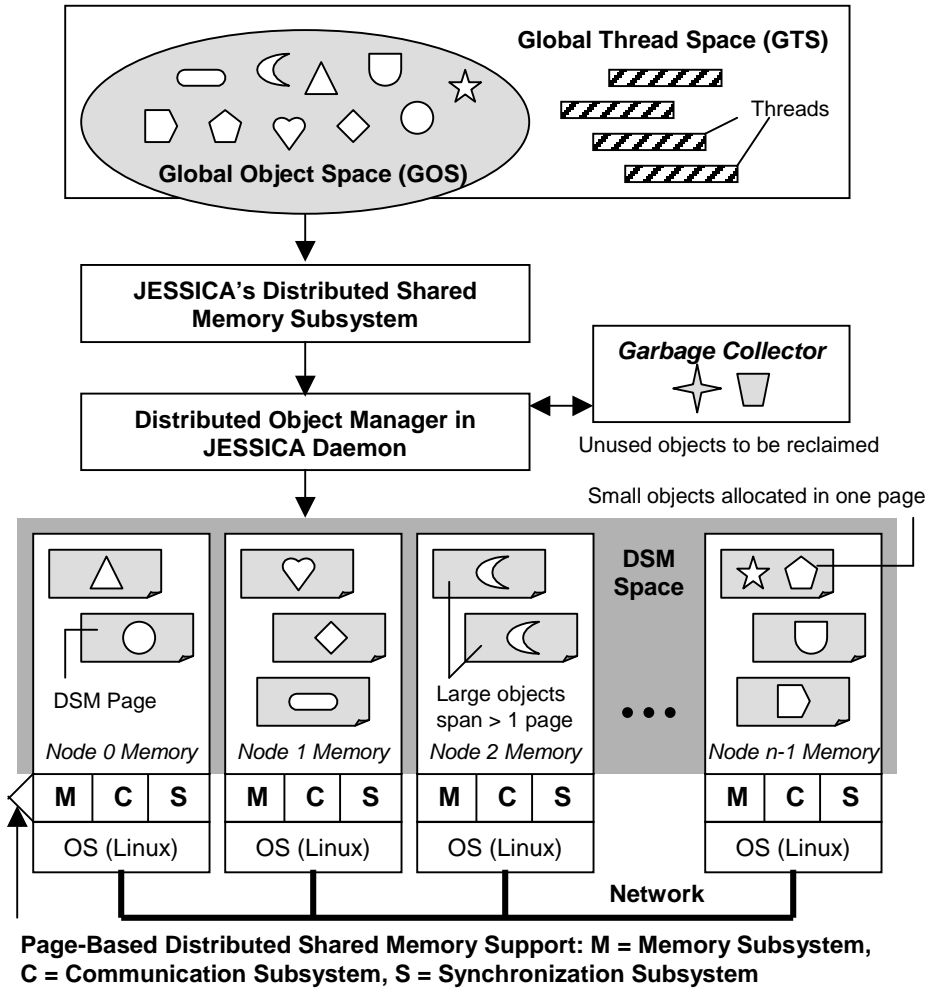 Global Thread Space (GTS)
Threads
Global Object Space (GOS)
JESSICA's Distributed Shared
Memory Subsystem
Garbage Collector
Distributed Object Manager in
JESSICA Daemon
Unused objects to be reclaimed
Small objects allocated in one page
DSM
Space
DSM Page
Large objects
span > 1 page
Node 0 Memory
Node 1 Memory
Node 2 Memory
Node n-1 Memory
M C S
M C S
M C S
M C S
OS (Linux)
OS (Linux)
OS (Linux)
OS (Linux)
Network
Page-Based Distributed Shared Memory Support: M = Memory Subsystem,
C = Communication Subsystem, S = Synchronization Subsystem